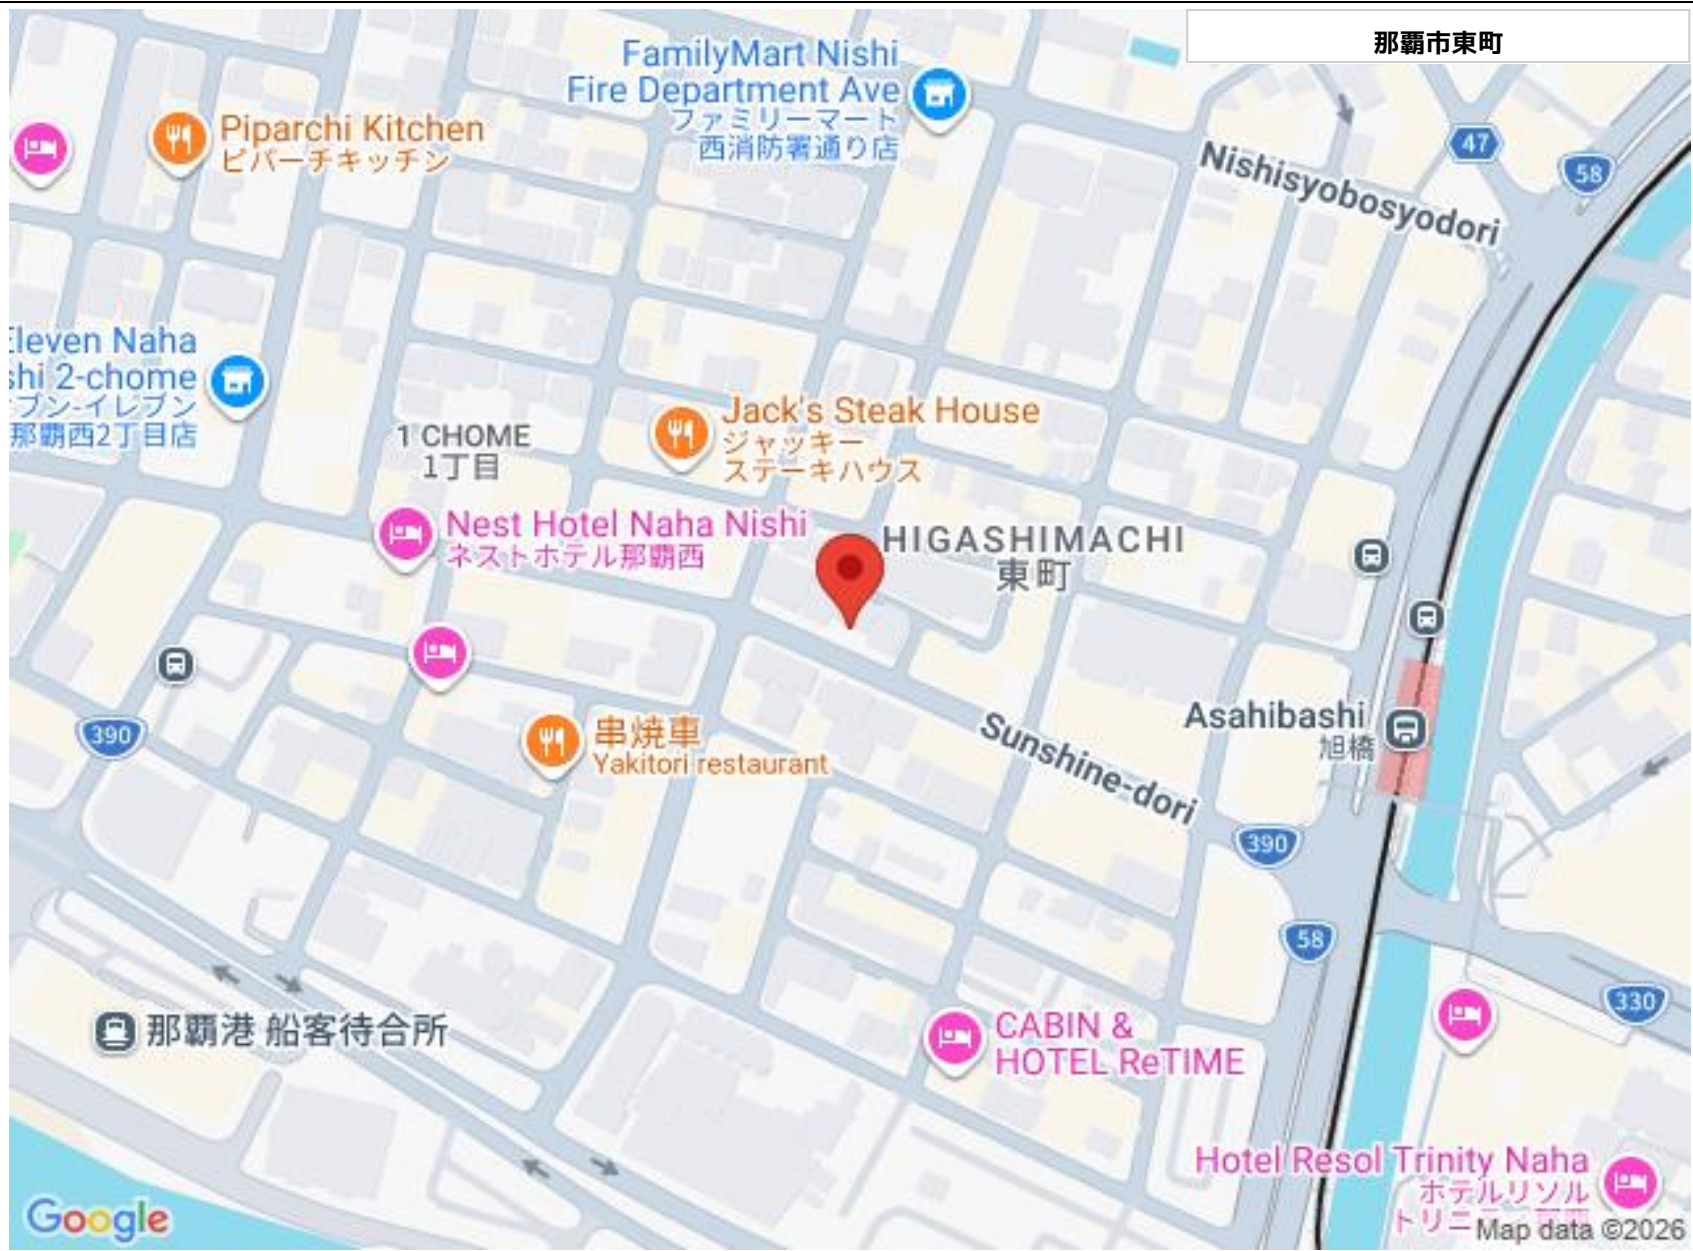 那覇市東町
FamilyMart Nishi
Fire Department Ave
ファミリーマート
西消防署通り店
Piparchi Kitchen
ピパーチキッチン
47
58
Nishisyobosyodori
Eleven Naha
shi 2-chome
ブン-イレブン
那覇西2丁目店
1 CHOME
1丁目
Jack's Steak House
ジャッキー
ステーキハウス
Nest Hotel Naha Nishi
ネストホテル那覇西
HIGASHIMACHI
東町
390
串焼車
Yakitori restaurant
Sunshine-dori
Asahibashi
旭橋
390
58
330
那覇港 船客待合所
CABIN &
HOTEL ReTIME
Hotel Resol Trinity Naha
ホテルリソル
トリニ
Google
Map data ©2026